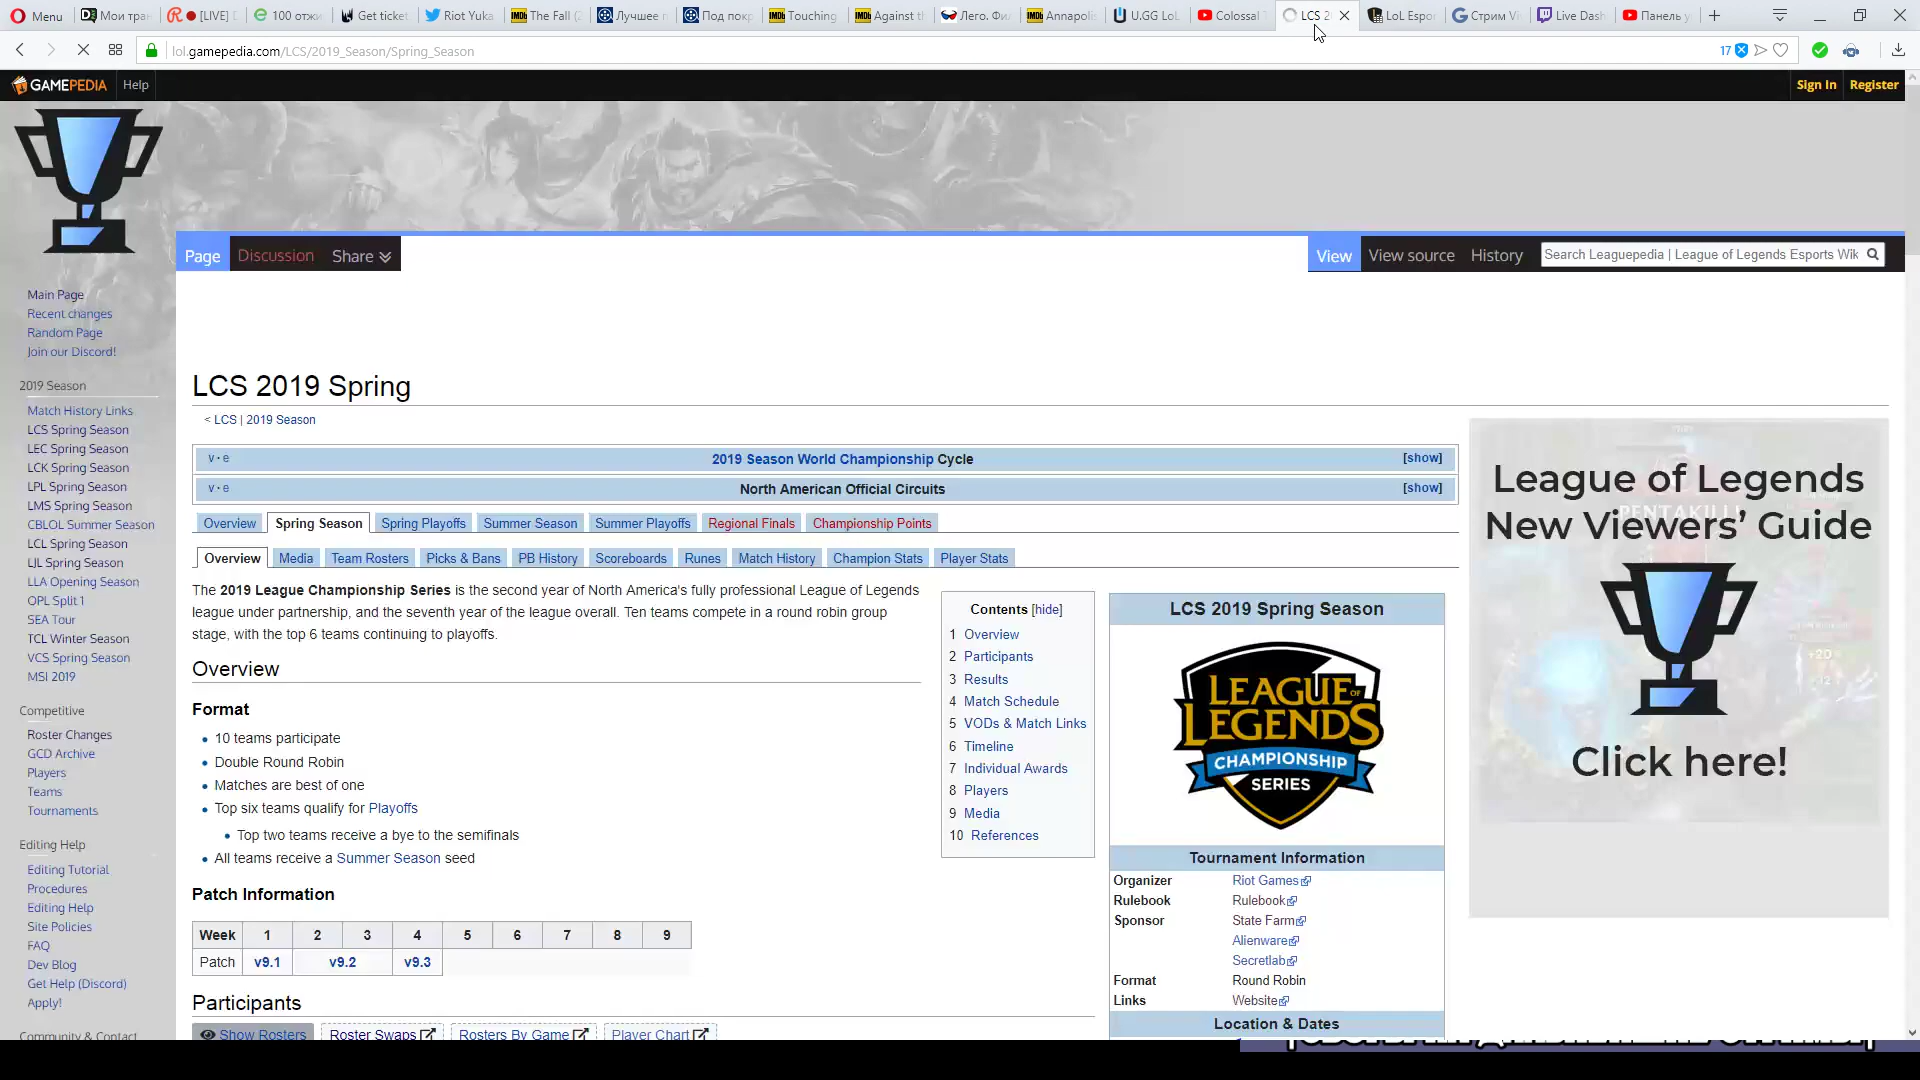 Menu
Мои тра
[LIVE]
100 отжи
Get ticket
Riot Yuka
The Fall (2
Лучшее
Под пок
Touching
Against th
Лего. Фи
Annapolis
U.GG LoL
Colossal
LCS 2
LoL Espor
Стрим
Live Dash
Панель у
lol.gamepedia.com/LCS/2019_Season/Spring_Season
17
GAMEPEDIA
Help
Sign In
Register
Page
Discussion
Share
View
View source
History
Search Leaguepedia | League of Legends Esports Wik
Main Page
Recent changes
Random Page
Join our Discord!
2019 Season
Match History Links
LCS Spring Season
LEC Spring Season
LCK Spring Season
LPL Spring Season
LMS Spring Season
CBLOL Summer Season
LCL Spring Season
LJL Spring Season
LLA Opening Season
OPL Split 1
SEA Tour
TCL Winter Season
VCS Spring Season
MSI 2019
Competitive
Roster Changes
GCD Archive
Players
Teams
Tournaments
Editing Help
Editing Tutorial
Procedures
Editing Help
Site Policies
FAQ
Dev Blog
Get Help (Discord)
Apply!
Community & Contact
LCS 2019 Spring
< LCS | 2019 Season
v · e 2019 Season World Championship Cycle [show]
v · e North American Official Circuits [show]
Overview Spring Season Spring Playoffs Summer Season Summer Playoffs Regional Finals Championship Points
Overview Media Team Rosters Picks & Bans PB History Scoreboards Runes Match History Champion Stats Player Stats
The 2019 League Championship Series is the second year of North America's fully professional League of Legends
league under partnership, and the seventh year of the league overall. Ten teams compete in a round robin group
stage, with the top 6 teams continuing to playoffs.
Overview
Format
10 teams participate
Double Round Robin
Matches are best of one
Top six teams qualify for Playoffs
Top two teams receive a bye to the semifinals
All teams receive a Summer Season seed
Patch Information
Week 1 2 3 4 5 6 7 8 9
Patch v9.1 v9.2 v9.3
Participants
Show Rosters Roster Swaps Rosters By Game Player Chart
Contents [hide]
1 Overview
2 Participants
3 Results
4 Match Schedule
5 VODs & Match Links
6 Timeline
7 Individual Awards
8 Players
9 Media
10 References
LCS 2019 Spring Season
LEAGUE OF
LEGENDS
CHAMPIONSHIP
SERIES
Tournament Information
Organizer Riot Games
Rulebook Rulebook
Sponsor State Farm
Alienware
Secretlab
Format Round Robin
Links Website
Location & Dates
League of Legends
PENTAKILL!
New Viewers' Guide
+20
Click here!